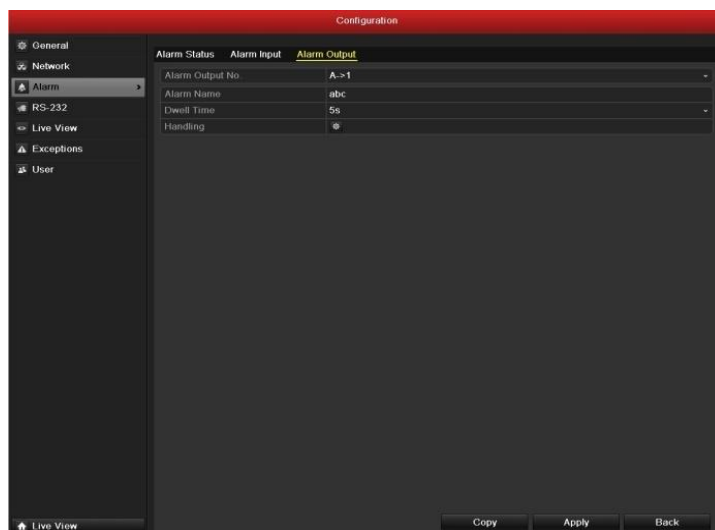 Configuration
General
Network
Alarm
RS-232
Live View
Exceptions
User
Alarm Status Alarm Input Alarm Output
Alarm Output No. A->1
Alarm Name abc
Dwell Time 5s
Handling
Live View
Copy Apply Back